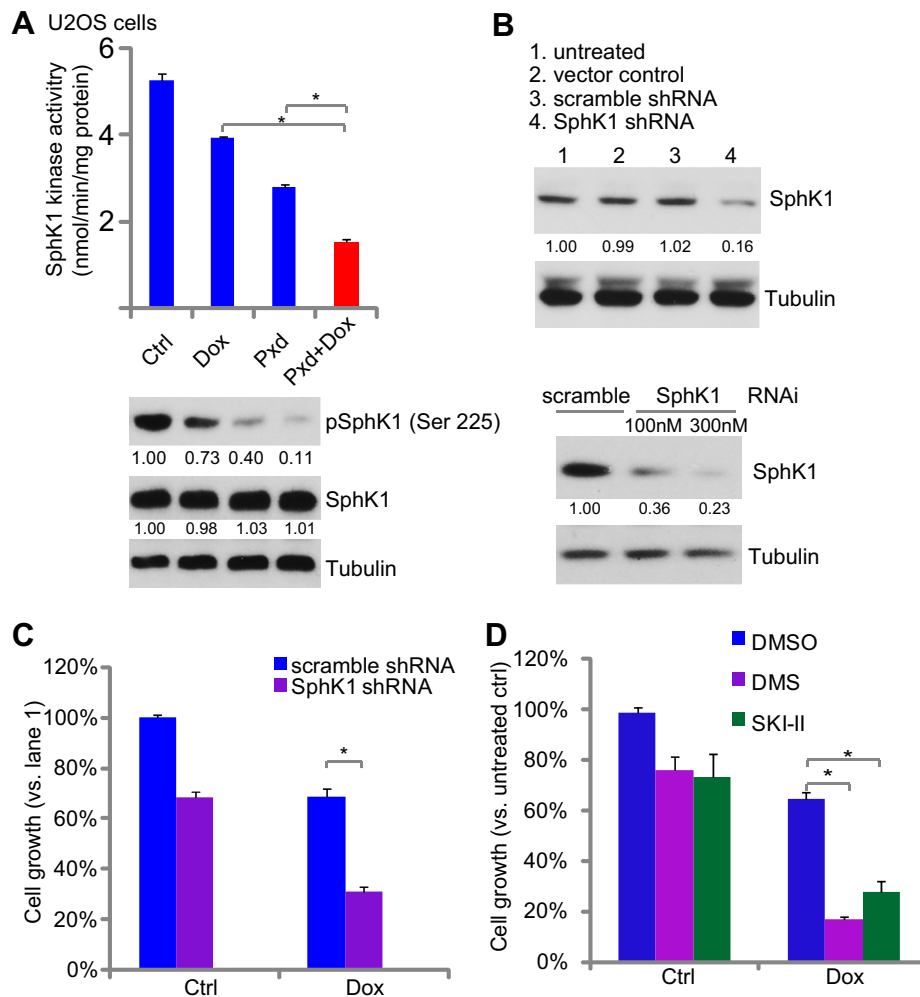 A
U2OS cells
SphK1 kinase activitry
(nmol/min/mg protein)
6
4
2
*
*
Ctrl
Dox
Pxd
Pxd+Dox
pSphK1 (Ser 225)
1.00 0.73 0.40 0.11
SphK1
1.00 0.98 1.03 1.01
Tubulin
B
1. untreated
2. vector control
3. scramble shRNA
4. SphK1 shRNA
1 2 3 4
SphK1
1.00 0.99 1.02 0.16
Tubulin
scramble SphK1 RNAi
100nM 300nM
SphK1
1.00 0.36 0.23
Tubulin
C
Cell growth (vs. lane 1)
120%
100%
80%
60%
40%
20%
0%
scramble shRNA
SphK1 shRNA
*
Ctrl Dox
D
Cell growth (vs. untreated ctrl)
120%
100%
80%
60%
40%
20%
0%
DMSO
DMS
SKI-II
*
*
Ctrl Dox